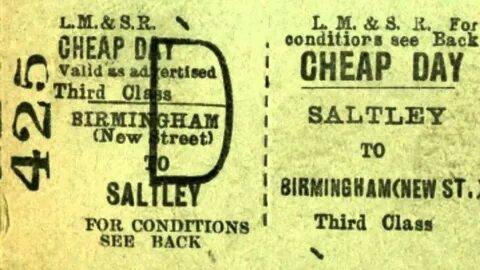 425
L.M.&S.R.
CHEAP DAY
Valid as advertised
Third Class
BIRMINGHAM
(New Street)
TO
SALTLEY
FOR CONDITIONS
SEE BACK
D
L.M.&S.R. For
conditions see Back
CHEAP DAY
SALTLEY
TO
BIRMINGHAM(NEW ST.)
Third Class